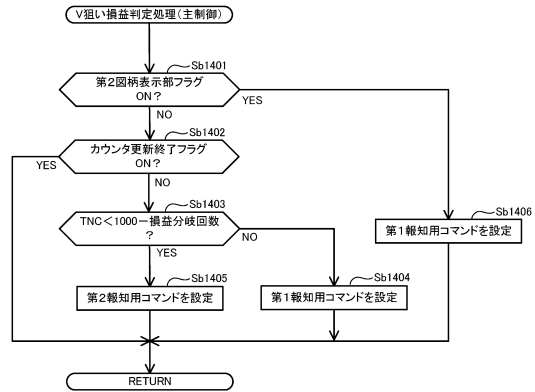 V狙い損益判定処理(主制御)
Sb1401
第2図柄表示部フラグ
ON?
YES
NO
Sb1402
カウンタ更新終了フラグ
ON?
YES
NO
Sb1403
TNC<1000-損益分岐回数
?
NO
YES
Sb1406
第1報知用コマンドを設定
Sb1405
第2報知用コマンドを設定
Sb1404
第1報知用コマンドを設定
RETURN